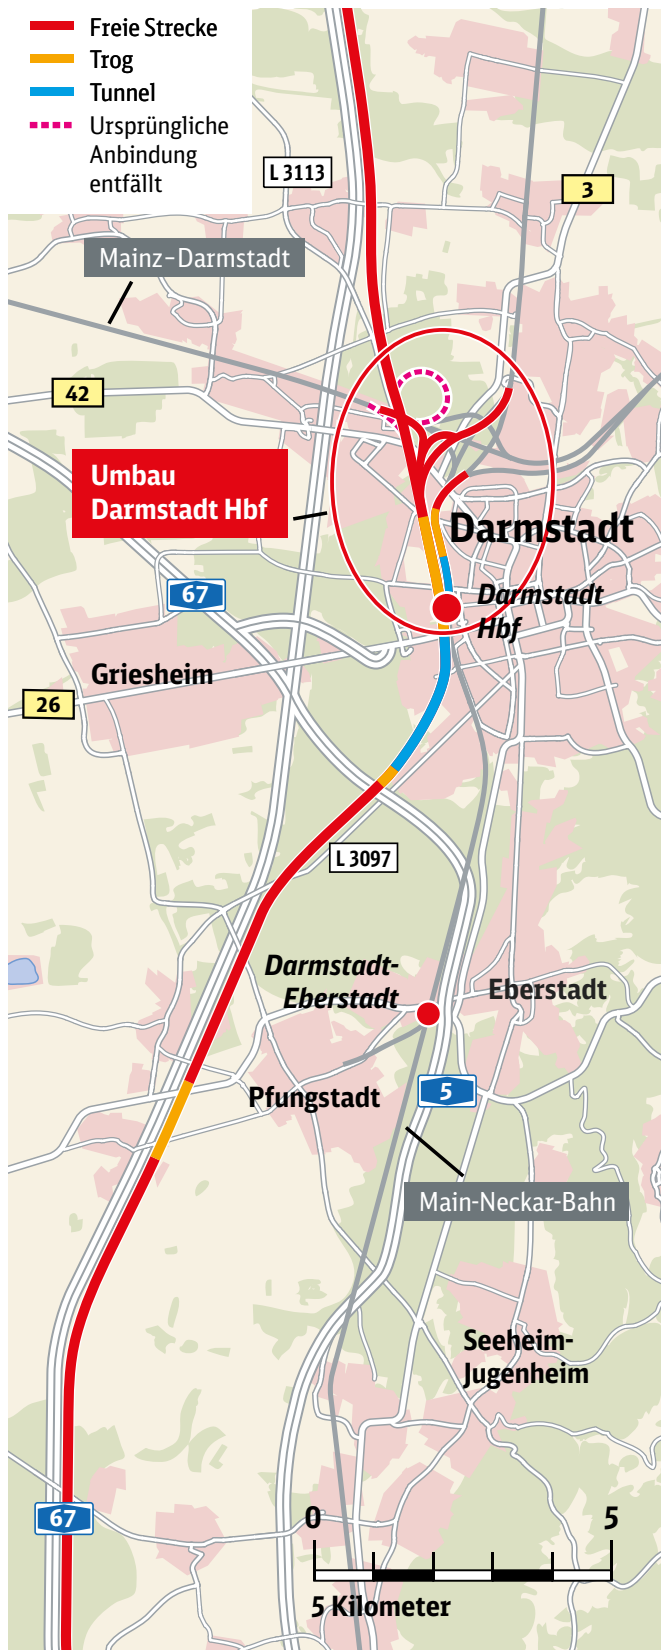 Freie Strecke
Trog
Tunnel
Ursprüngliche
Anbindung
entfällt
L 3113
3
Mainz–Darmstadt
42
Umbau
Darmstadt Hbf
Darmstadt
67
Darmstadt
Hbf
Griesheim
26
L 3097
Darmstadt-
Eberstadt
Eberstadt
5
Pfungstadt
Main-Neckar-Bahn
Seeheim-
Jugenheim
67
0
5
5 Kilometer